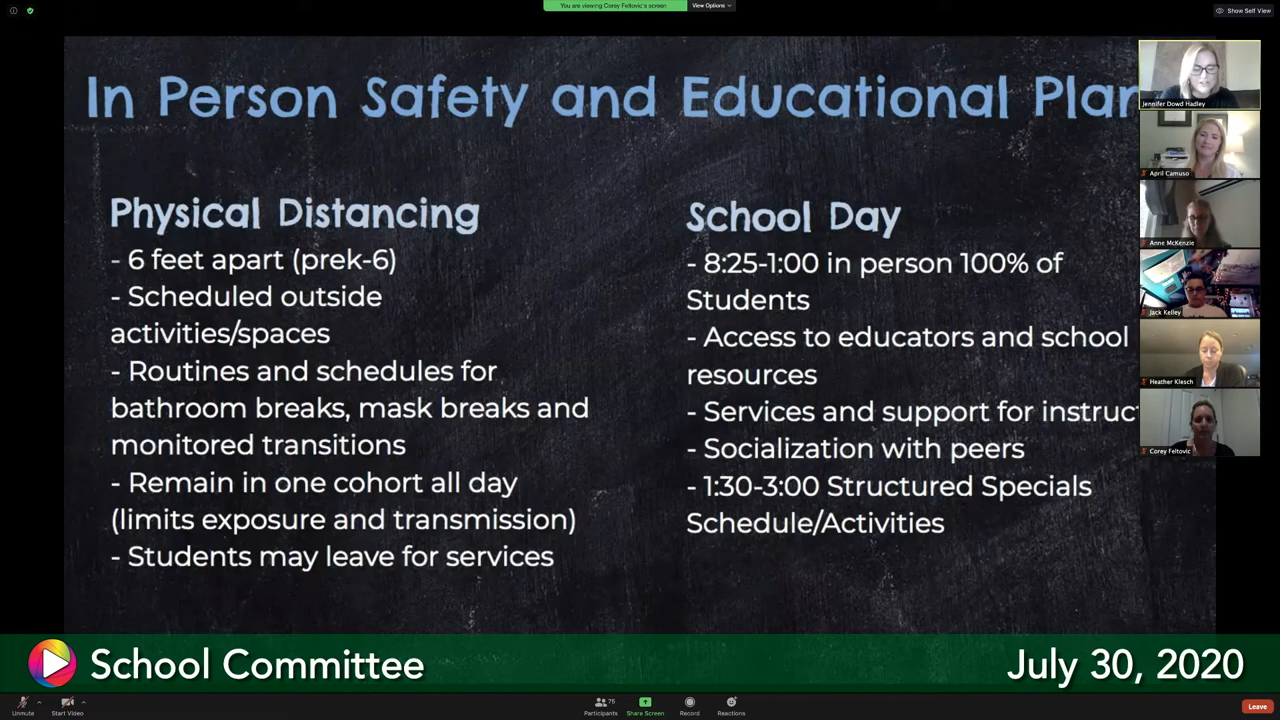 You are viewing Corey Feltovic's screen
View Options
Show Self View
In Person Safety and Educational Plan
Physical Distancing
- 6 feet apart (prek-6)
- Scheduled outside
activities/spaces
- Routines and schedules for
bathroom breaks, mask breaks and
monitored transitions
- Remain in one cohort all day
(limits exposure and transmission)
- Students may leave for services
School Day
- 8:25-1:00 in person 100% of
Students
- Access to educators and school
resources
- Services and support for instruc
- Socialization with peers
- 1:30-3:00 Structured Specials
Schedule/Activities
Jennifer Dowd Hadley
April Camuso
Anne McKenzie
Jack Kelley
Heather Klesch
Corey Feltovic
School Committee
July 30, 2020
Unmute
Start Video
Participants
75
Share Screen
Record
Reactions
Leave